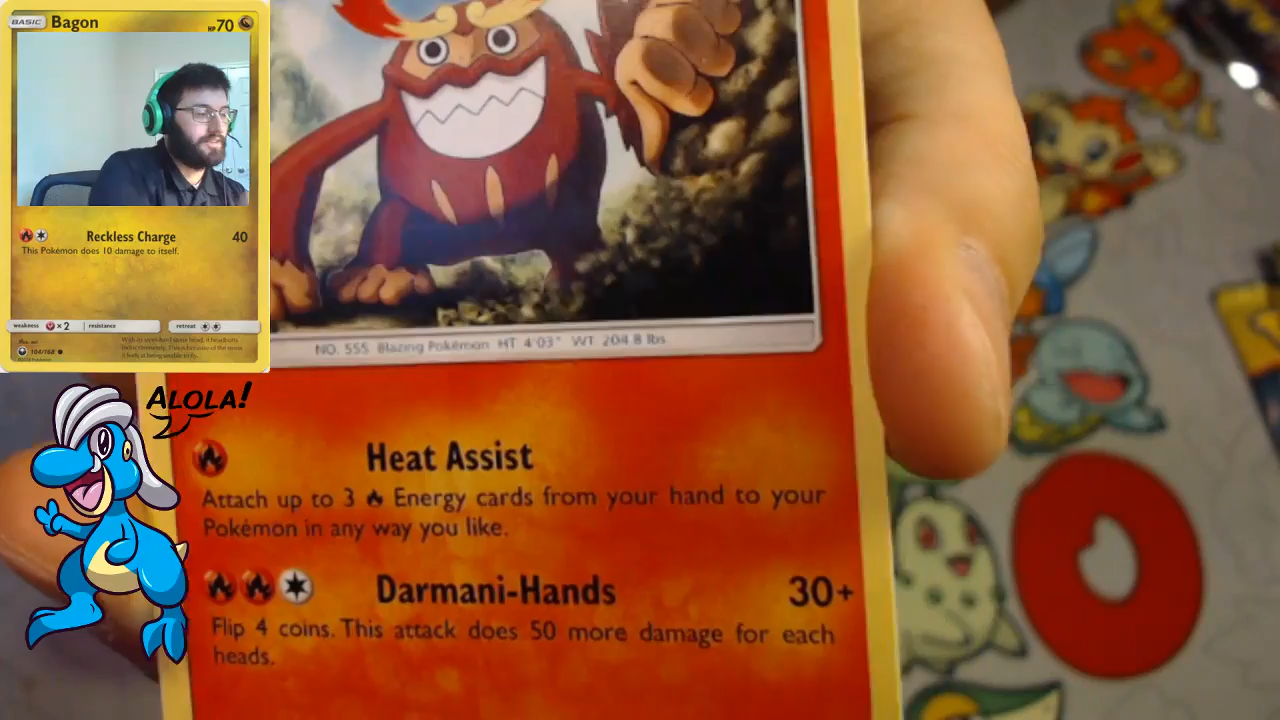 BASIC Bagon HP70
Reckless Charge 40
This Pokémon does 10 damage to itself.
weakness ×2 resistance retreat
104/168
ALOLA!
NO. 555 Blazing Pokémon HT 4'03" WT 204.8 lbs
Heat Assist
Attach up to 3 Energy cards from your hand to your
Pokémon in any way you like.
Darmani-Hands 30+
Flip 4 coins. This attack does 50 more damage for each
heads.